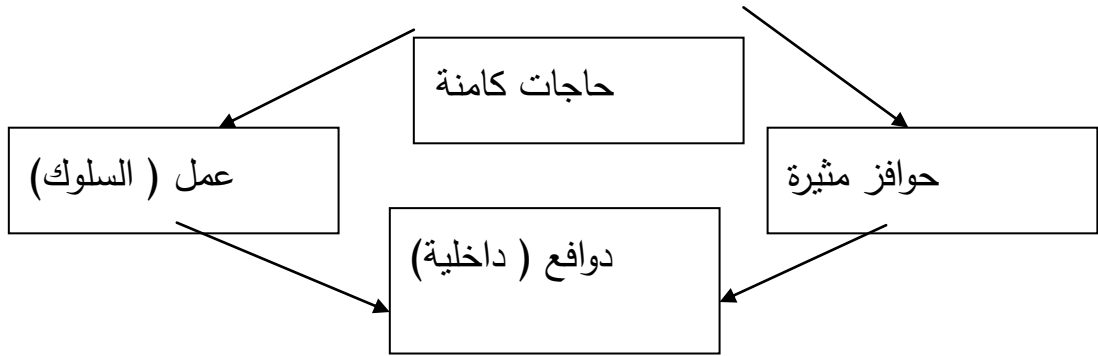 حاجات كامنة
حوافز مثيرة
عمل ( السلوك)
دوافع ( داخلية)